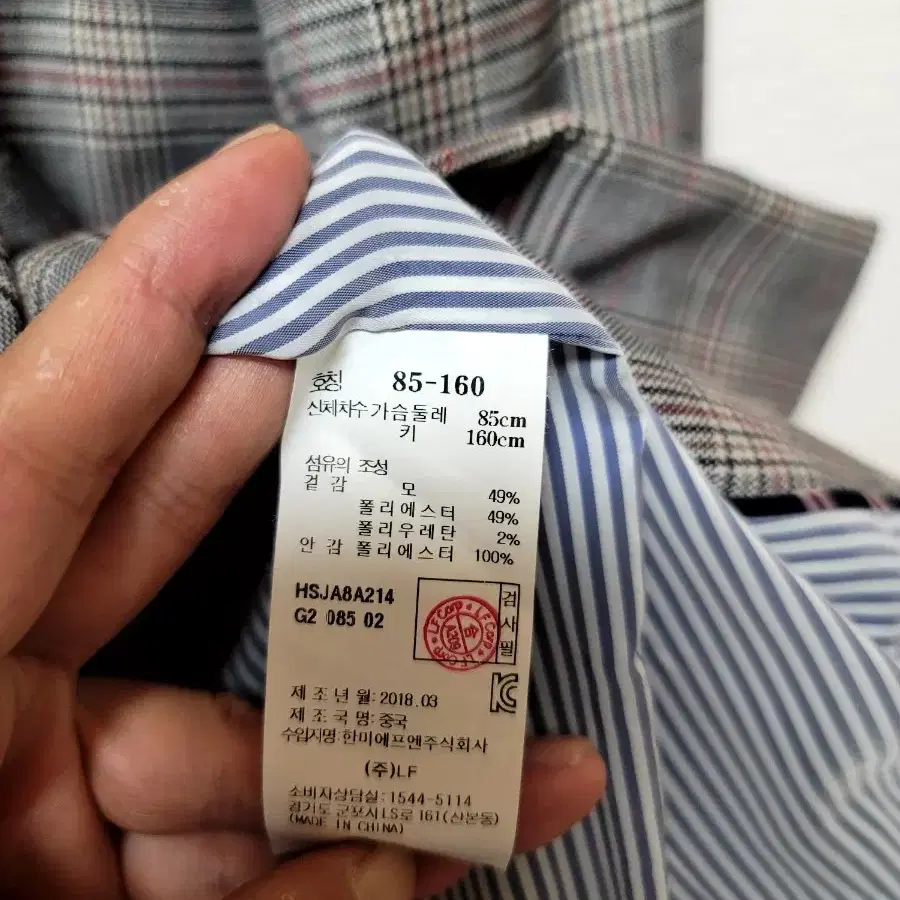 호칭 85-160
신체치수 가슴둘레 85cm
키 160cm
섬유의 조성
겉감 모 49%
폴리에스터 49%
폴리우레탄 2%
안감 폴리에스터 100%
HSJA8A214
G2 085 02
검사필
LF Corp LF Corp
합
제조년월:2018.03
제조국명:중국
수입자명:한미에프엔주식회사
(주)LF
소비자상담실:1544-5114
경기도 군포시 LS로 161(산본동)
(MADE IN CHINA)